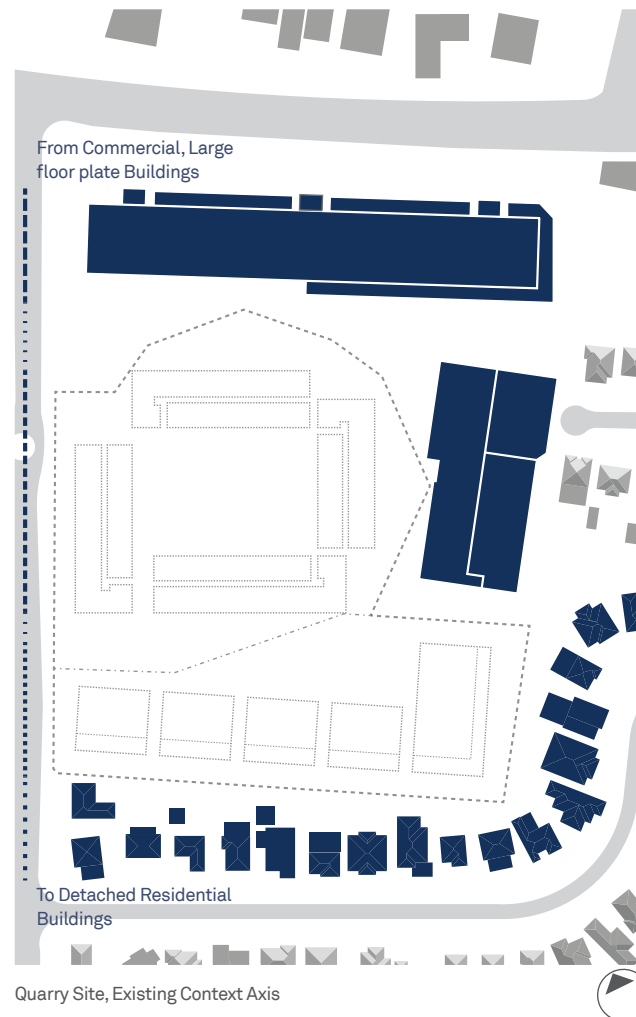 From Commercial, Large
floor plate Buildings
To Detached Residential
Buildings
Quarry Site, Existing Context Axis